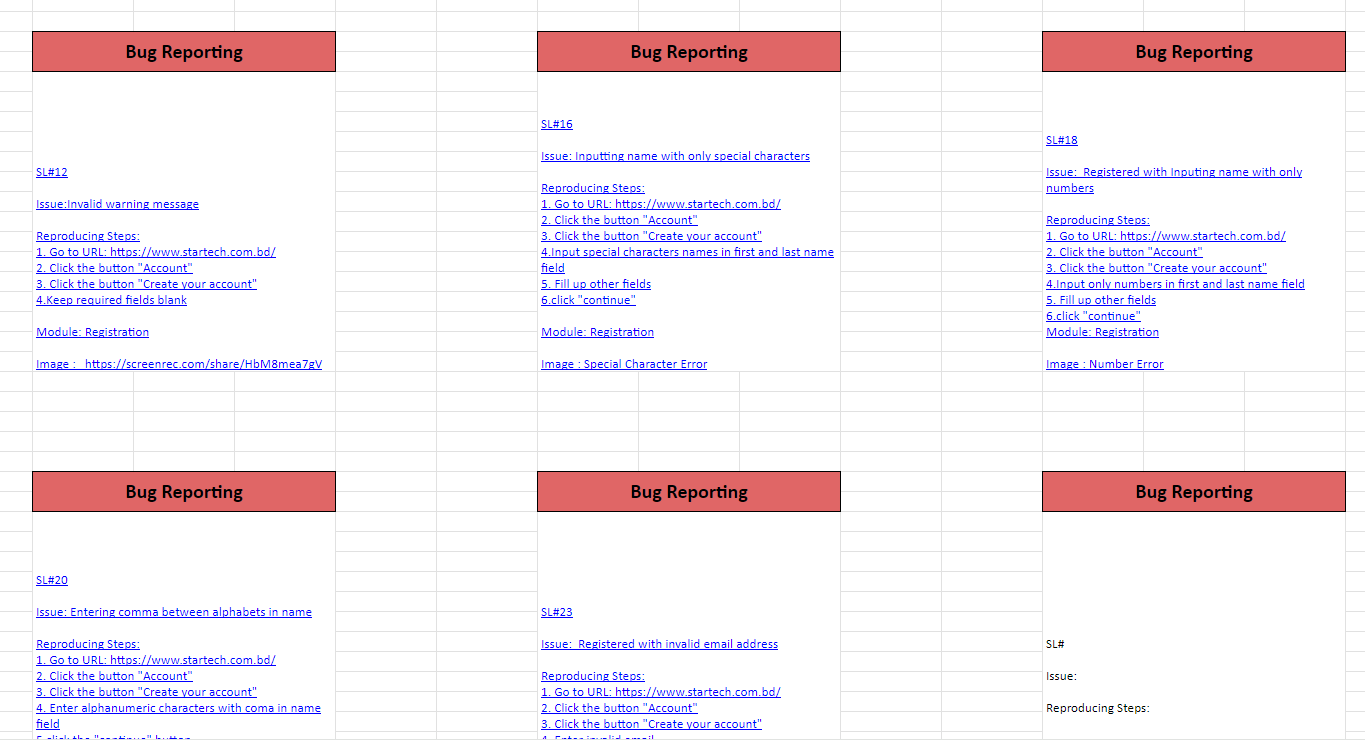 Bug Reporting
SL#12
Issue:Invalid warning message
Reproducing Steps:
1. Go to URL: https://www.startech.com.bd/
2. Click the button "Account"
3. Click the button "Create your account"
4.Keep required fields blank
Module: Registration
Image :   https://screenrec.com/share/HbM8mea7gV
Bug Reporting
SL#16
Issue: Inputting name with only special characters
Reproducing Steps:
1. Go to URL: https://www.startech.com.bd/
2. Click the button "Account"
3. Click the button "Create your account"
4.Input special characters names in first and last name
field
5. Fill up other fields
6.click "continue"
Module: Registration
Image : Special Character Error
Bug Reporting
SL#18
Issue:  Registered with Inputing name with only
numbers
Reproducing Steps:
1. Go to URL: https://www.startech.com.bd/
2. Click the button "Account"
3. Click the button "Create your account"
4.Input only numbers in first and last name field
5. Fill up other fields
6.click "continue"
Module: Registration
Image : Number Error
Bug Reporting
SL#20
Issue: Entering comma between alphabets in name
Reproducing Steps:
1. Go to URL: https://www.startech.com.bd/
2. Click the button "Account"
3. Click the button "Create your account"
4. Enter alphanumeric characters with coma in name
field
5.click the "continue" button
Bug Reporting
SL#23
Issue:  Registered with invalid email address
Reproducing Steps:
1. Go to URL: https://www.startech.com.bd/
2. Click the button "Account"
3. Click the button "Create your account"
4. Enter invalid email
Bug Reporting
SL#
Issue:
Reproducing Steps: